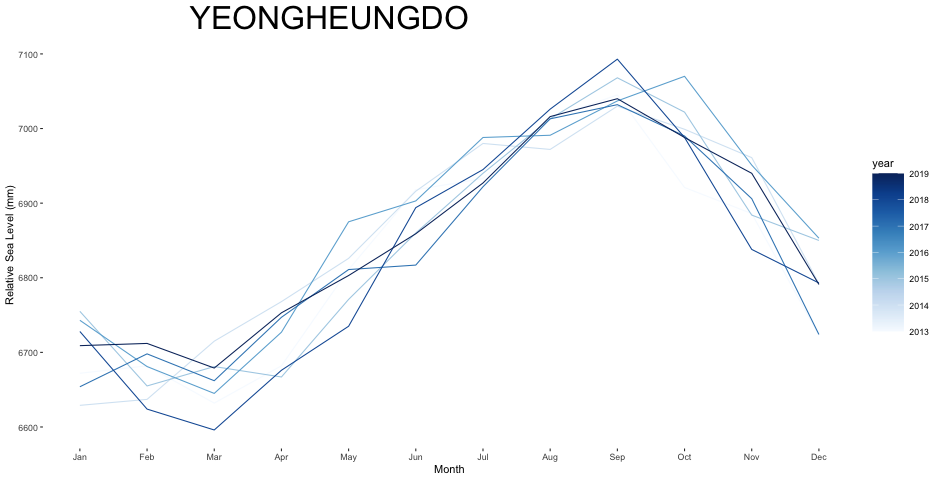 YEONGHEUNGDO
7100
7000
6900
6800
6700
6600
Relative Sea Level (mm)
Jan Feb Mar Apr May Jun Jul Aug Sep Oct Nov Dec
Month
year
2019
2018
2017
2016
2015
2014
2013